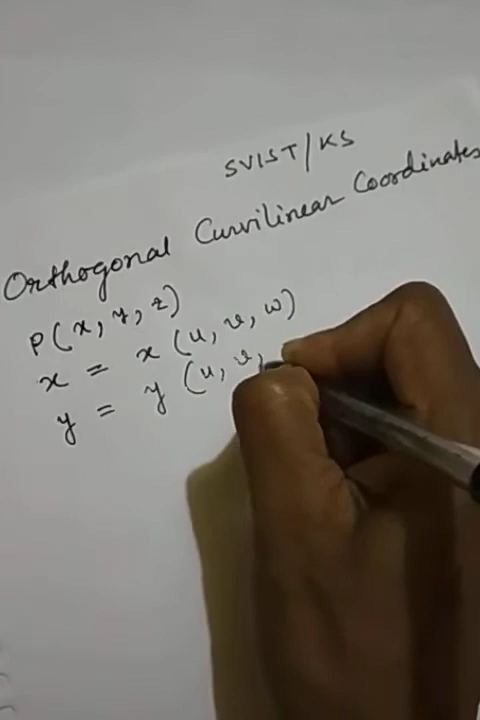 SVIST/KS
Orthogonal Curvilinear Coordinates
P(x, y, z)
x = x (u, v, w)
y = y (u, v,